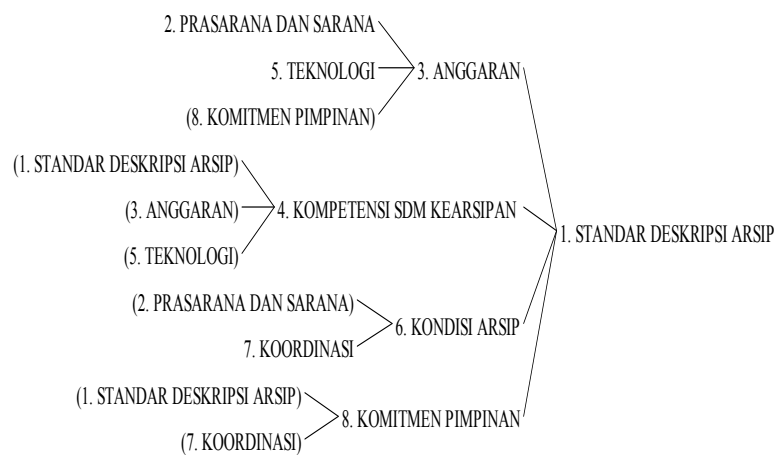 2. PRASARANA DAN SARANA
5. TEKNOLOGI
3. ANGGARAN
(8. KOMITMEN PIMPINAN)
(1. STANDAR DESKRIPSI ARSIP)
(3. ANGGARAN)
4. KOMPETENSI SDM KEARSIPAN
(5. TEKNOLOGI)
1. STANDAR DESKRIPSI ARSIP
(2. PRASARANA DAN SARANA)
6. KONDISI ARSIP
7. KOORDINASI
(1. STANDAR DESKRIPSI ARSIP)
8. KOMITMEN PIMPINAN
(7. KOORDINASI)